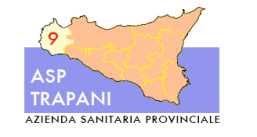 9
ASP
TRAPANI
AZIENDA SANITARIA PROVINCIALE